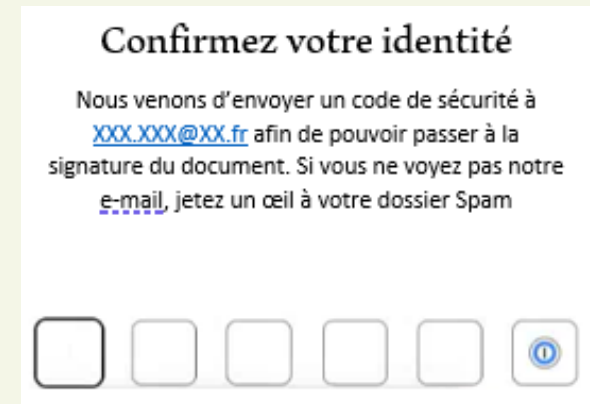 Confirmez votre identité
Nous venons d'envoyer un code de sécurité à
XXX.XXX@XX.fr afin de pouvoir passer à la
signature du document. Si vous ne voyez pas notre
e-mail, jetez un œil à votre dossier Spam